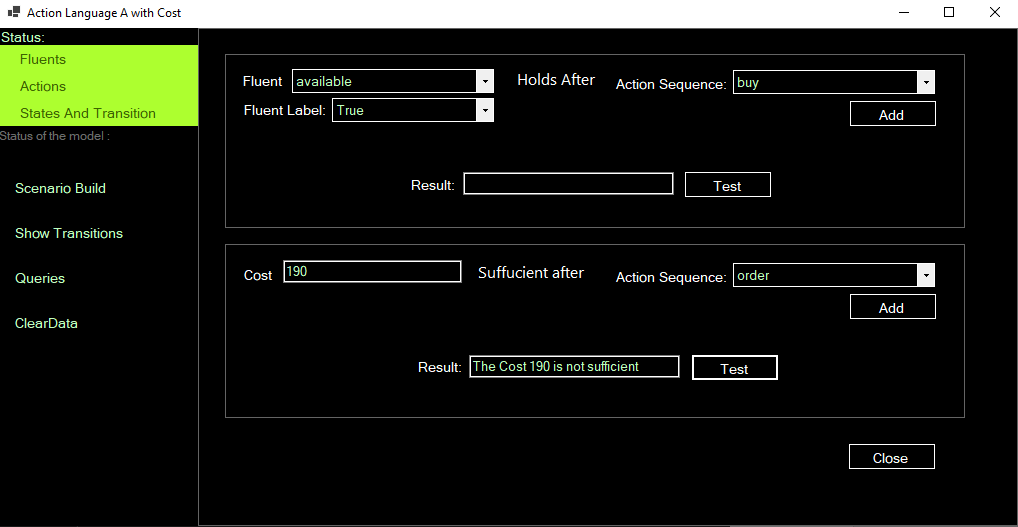 Action Language A with Cost
Status:
Fluents
Actions
States And Transition
Status of the model :
Scenario Build
Show Transitions
Queries
ClearData
Fluent available Holds After Action Sequence: buy
Fluent Label: True Add
Result: Test
Cost 190 Suffucient after Action Sequence: order
Add
Result: The Cost 190 is not sufficient Test
Close